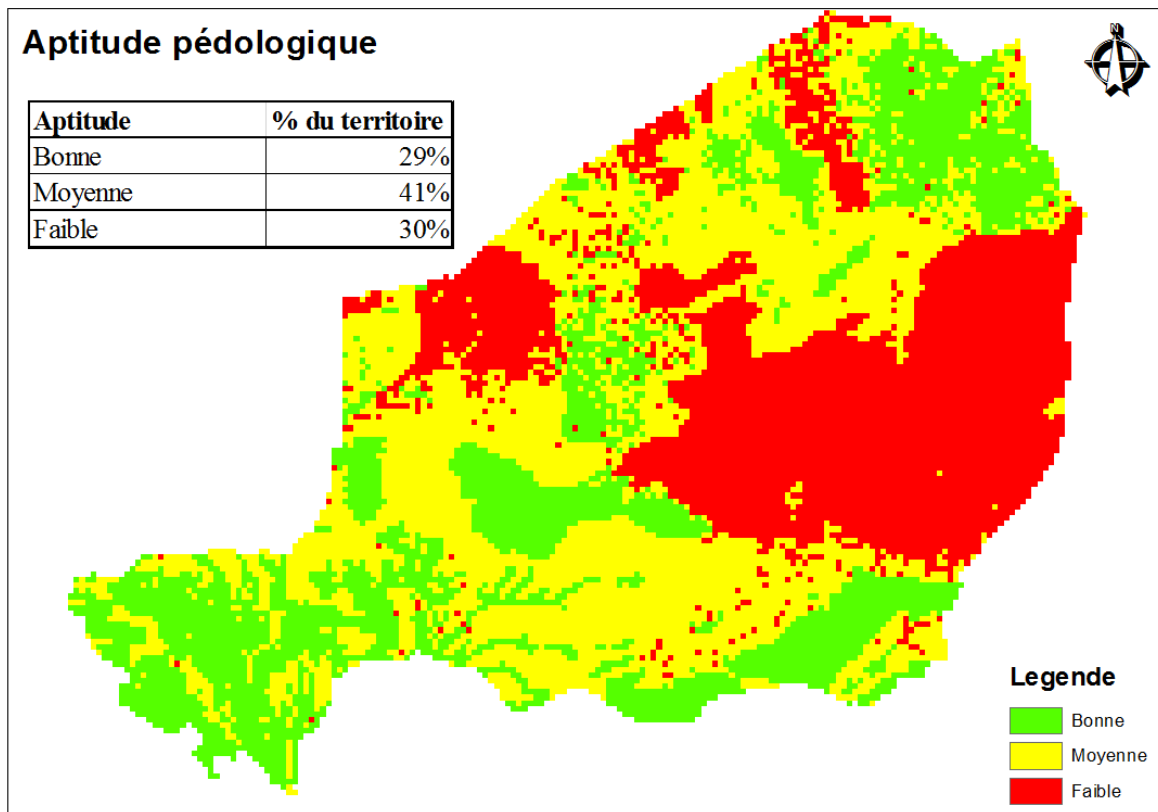 Aptitude pédologique
N
Aptitude % du territoire
Bonne 29%
Moyenne 41%
Faible 30%
Legende
Bonne
Moyenne
Faible